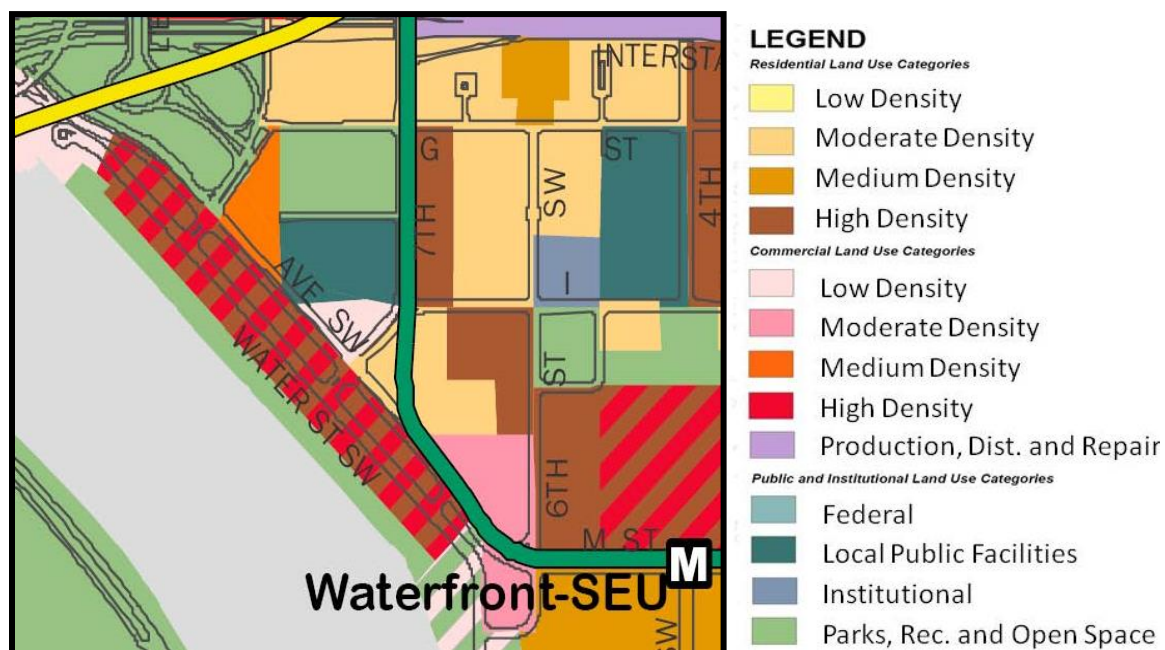 INTERSTA
G
ST
SW
7TH
4TH
I
AVE SW
WATER ST SW
ST
6TH
M ST
M
Waterfront-SEU
SW
LEGEND
Residential Land Use Categories
Low Density
Moderate Density
Medium Density
High Density
Commercial Land Use Categories
Low Density
Moderate Density
Medium Density
High Density
Production, Dist. and Repair
Public and Institutional Land Use Categories
Federal
Local Public Facilities
Institutional
Parks, Rec. and Open Space